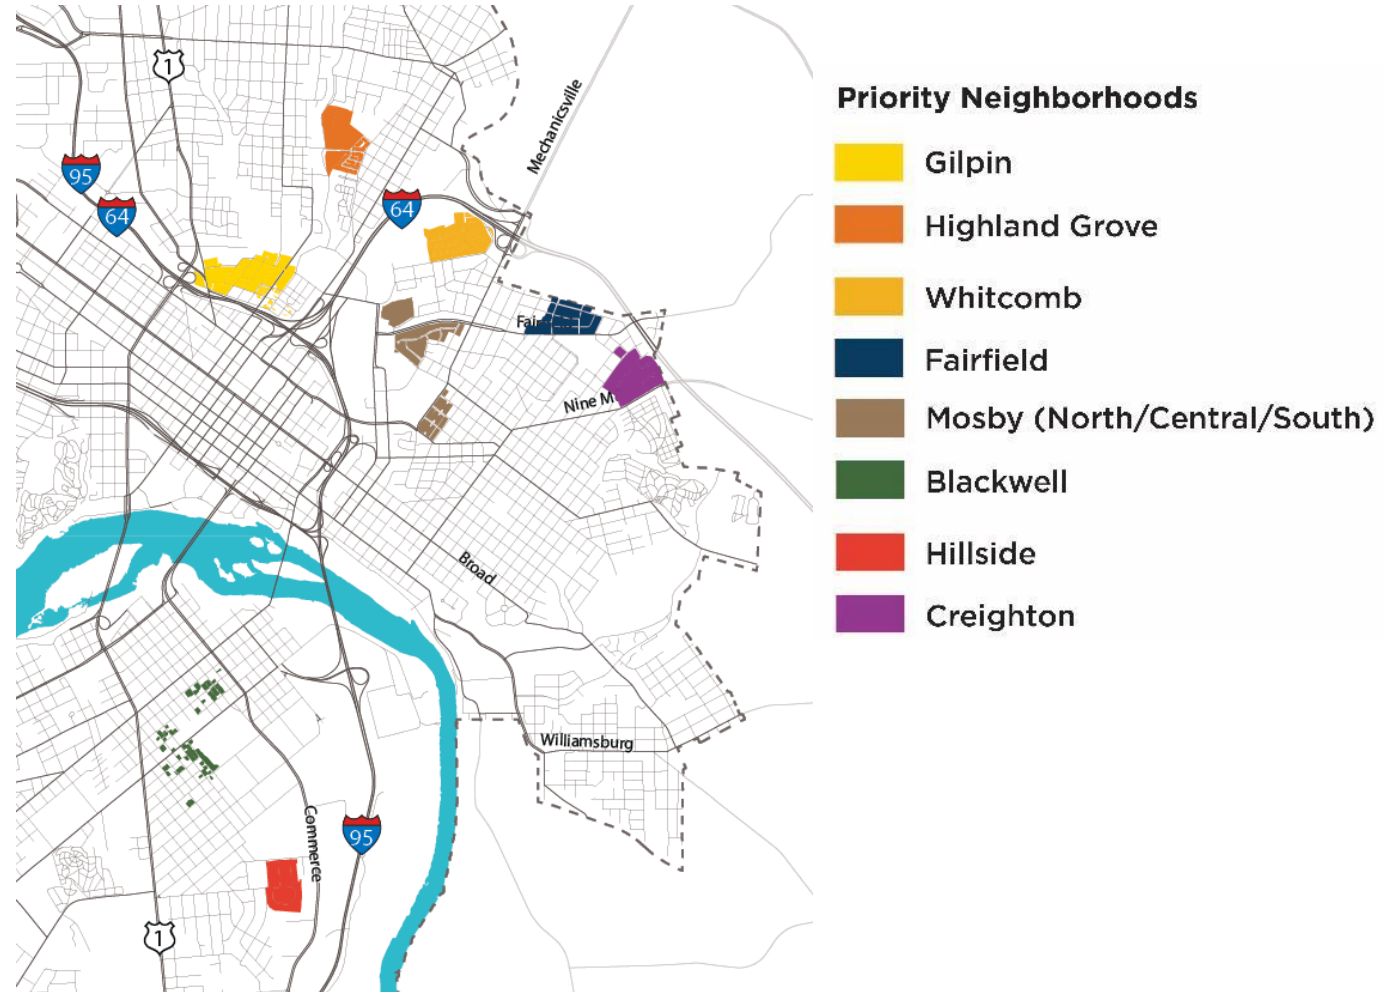 1
Mechanicsville
95
64
64
Nine M
Broad
Williamsburg
Commerce
95
1
Priority Neighborhoods
Gilpin
Highland Grove
Whitcomb
Fairfield
Mosby (North/Central/South)
Blackwell
Hillside
Creighton